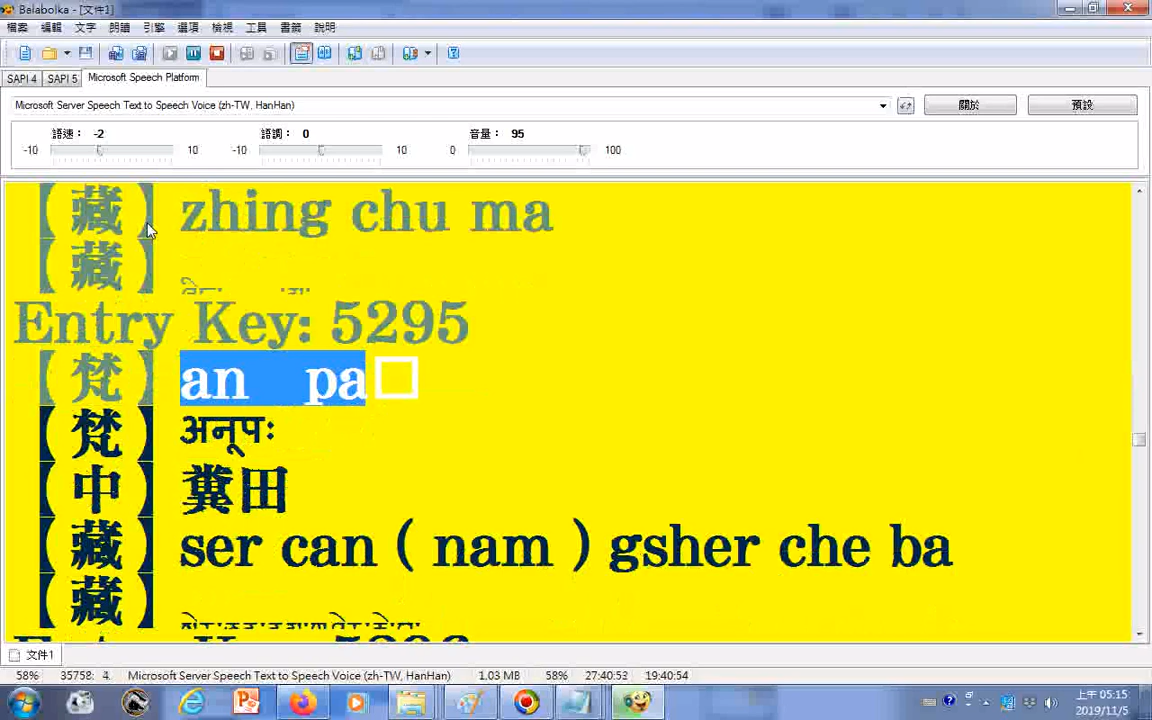 Balabolka - [文件1]
檔案 編輯 文字 朗讀 引擎 選項 檢視 工具 書籤 說明
SAPI 4 SAPI 5 Microsoft Speech Platform
Microsoft Server Speech Text to Speech Voice (zh-TW, HanHan) 關於 預設
語速： -2 語調： 0 音量： 95
-10 10 -10 10 0 100
【藏】 zhing chu ma
【藏】
Entry Key: 5295
【梵】 an pa□
【梵】 अनूपः
【中】 糞田
【藏】 ser can ( nam ) gsher che ba
【藏】
文件1
58% 35758: 4 Microsoft Server Speech Text to Speech Voice (zh-TW, HanHan) 1.03 MB 58% 27:40:53 19:40:54
上午 05:15
2019/11/5